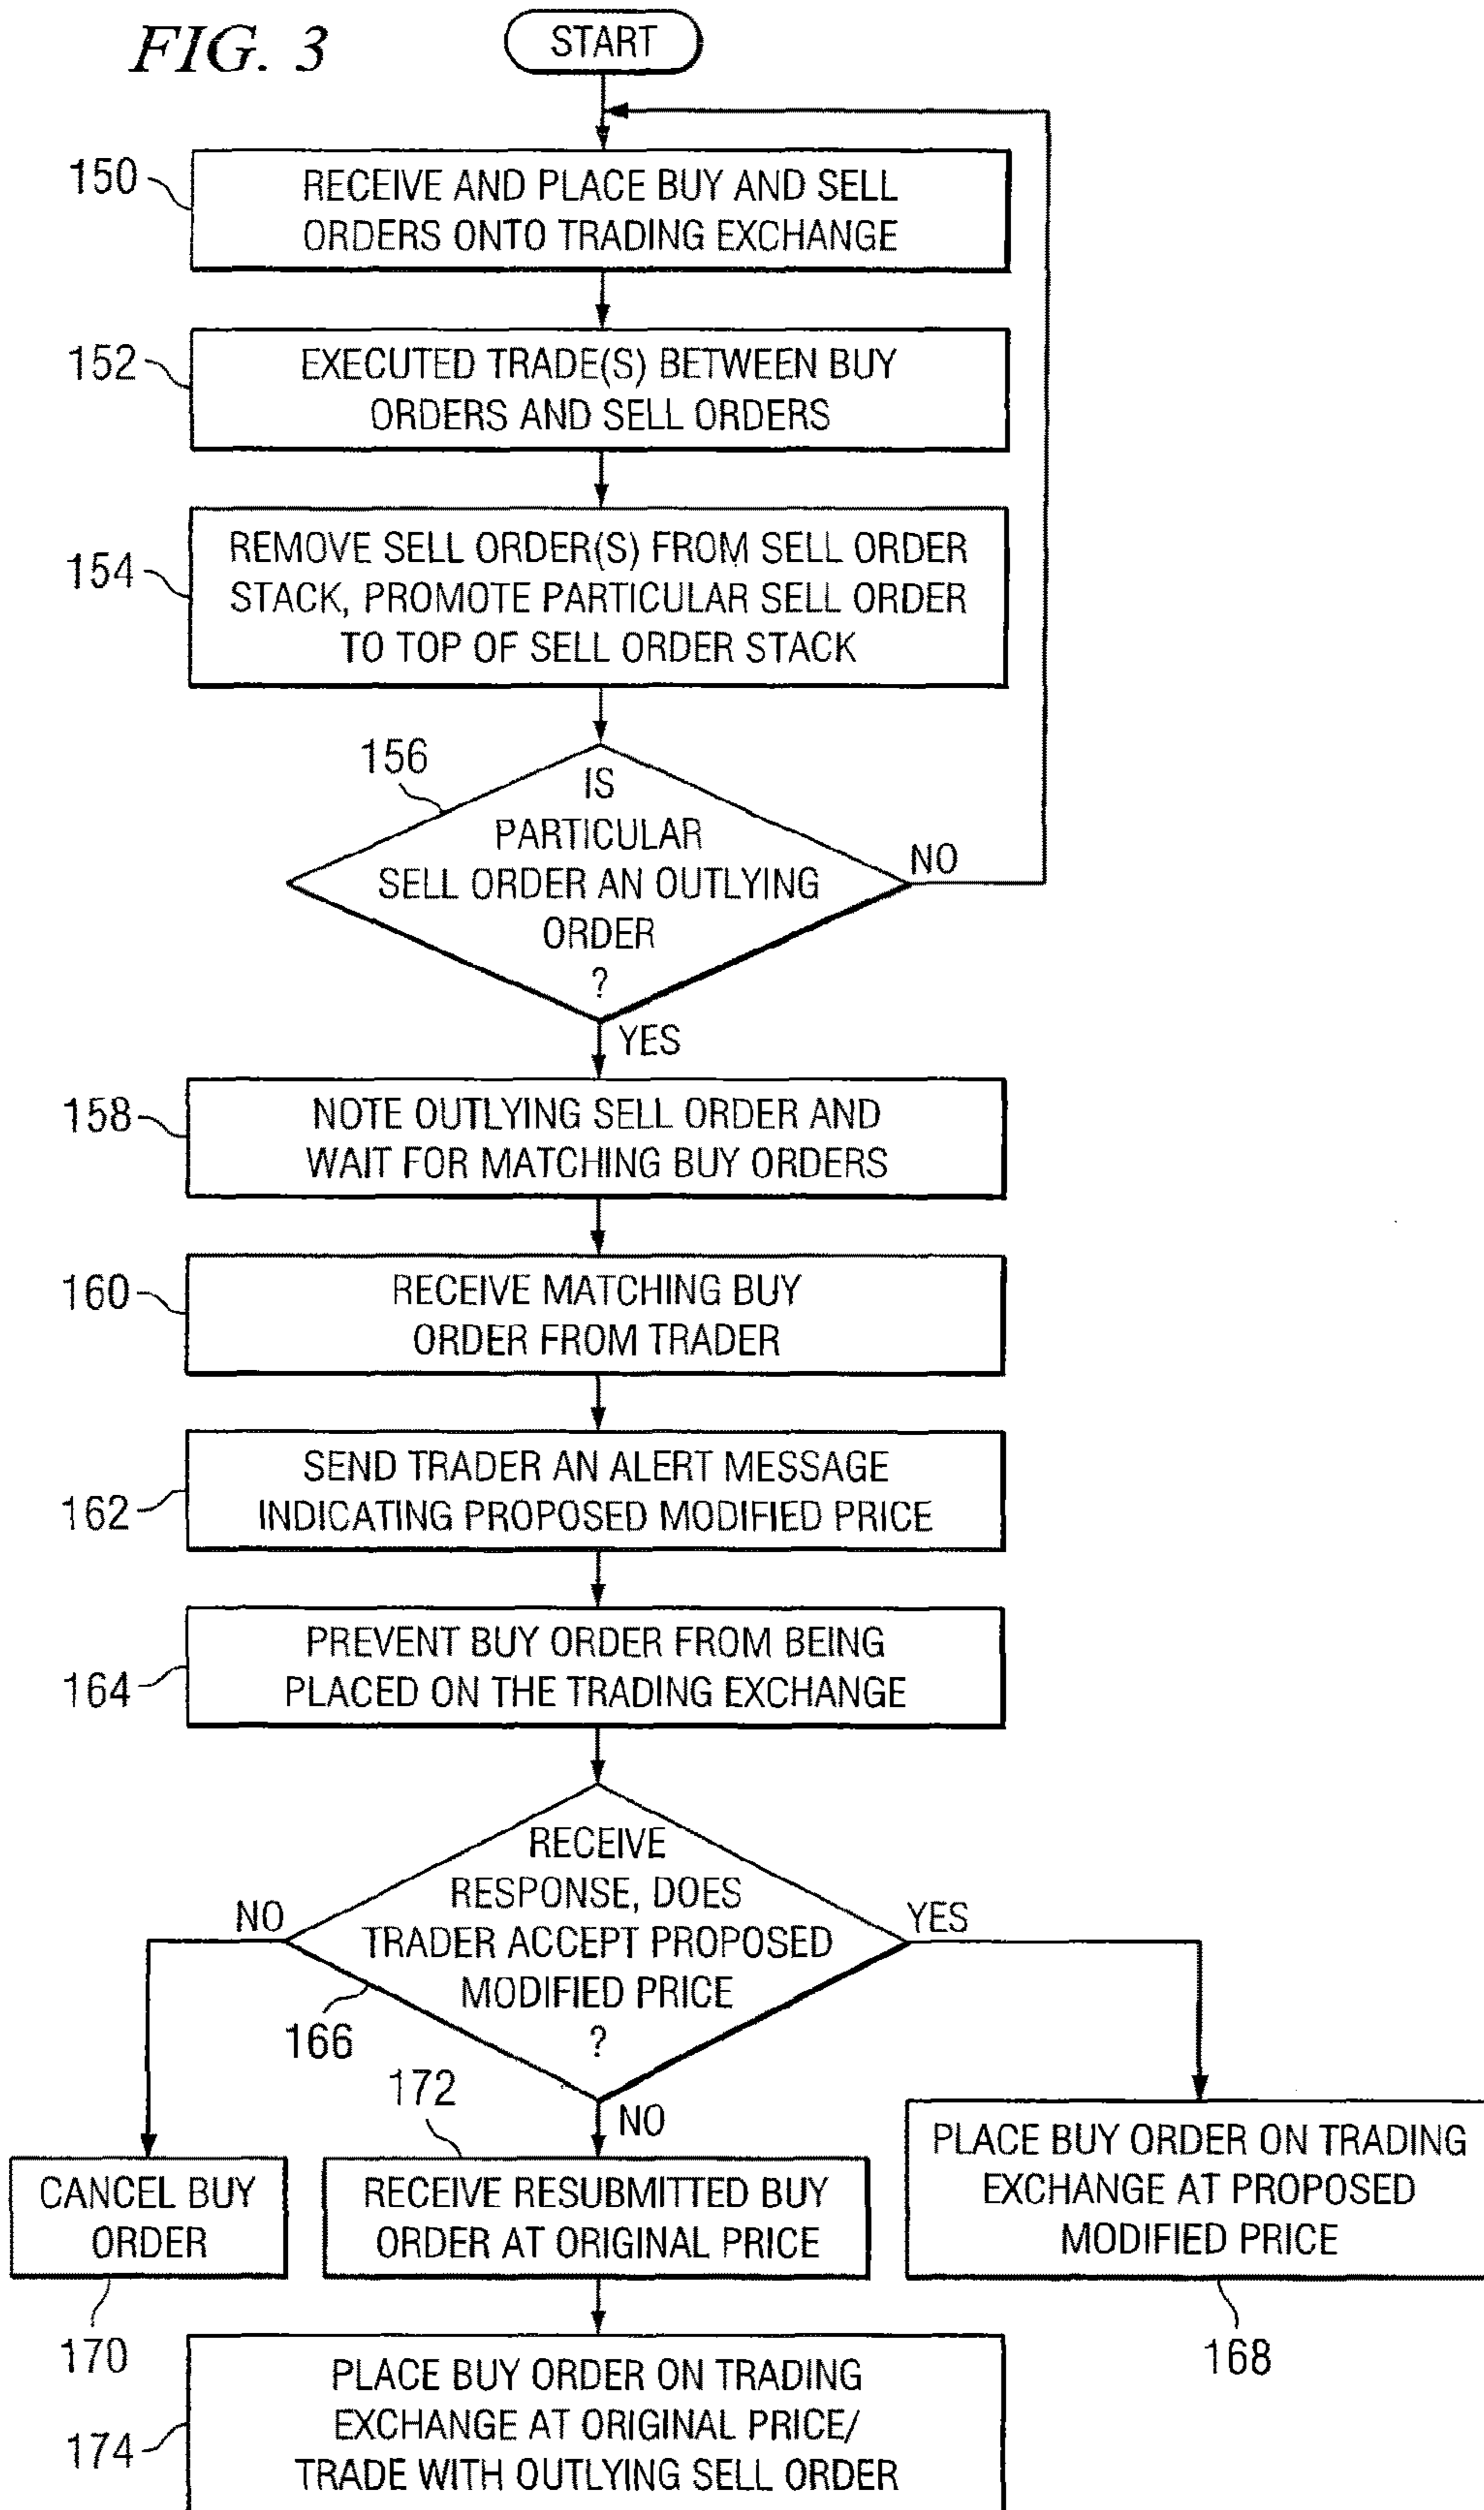 FIG. 3
START
150
RECEIVE AND PLACE BUY AND SELL
ORDERS ONTO TRADING EXCHANGE
152
EXECUTED TRADE(S) BETWEEN BUY
ORDERS AND SELL ORDERS
154
REMOVE SELL ORDER(S) FROM SELL ORDER
STACK, PROMOTE PARTICULAR SELL ORDER
TO TOP OF SELL ORDER STACK
156
IS
PARTICULAR
SELL ORDER AN OUTLYING
ORDER
?
NO
YES
158
NOTE OUTLYING SELL ORDER AND
WAIT FOR MATCHING BUY ORDERS
160
RECEIVE MATCHING BUY
ORDER FROM TRADER
162
SEND TRADER AN ALERT MESSAGE
INDICATING PROPOSED MODIFIED PRICE
164
PREVENT BUY ORDER FROM BEING
PLACED ON THE TRADING EXCHANGE
RECEIVE
RESPONSE, DOES
TRADER ACCEPT PROPOSED
MODIFIED PRICE
?
NO
YES
166
NO
172
CANCEL BUY
ORDER
170
RECEIVE RESUBMITTED BUY
ORDER AT ORIGINAL PRICE
PLACE BUY ORDER ON TRADING
EXCHANGE AT PROPOSED
MODIFIED PRICE
168
174
PLACE BUY ORDER ON TRADING
EXCHANGE AT ORIGINAL PRICE/
TRADE WITH OUTLYING SELL ORDER